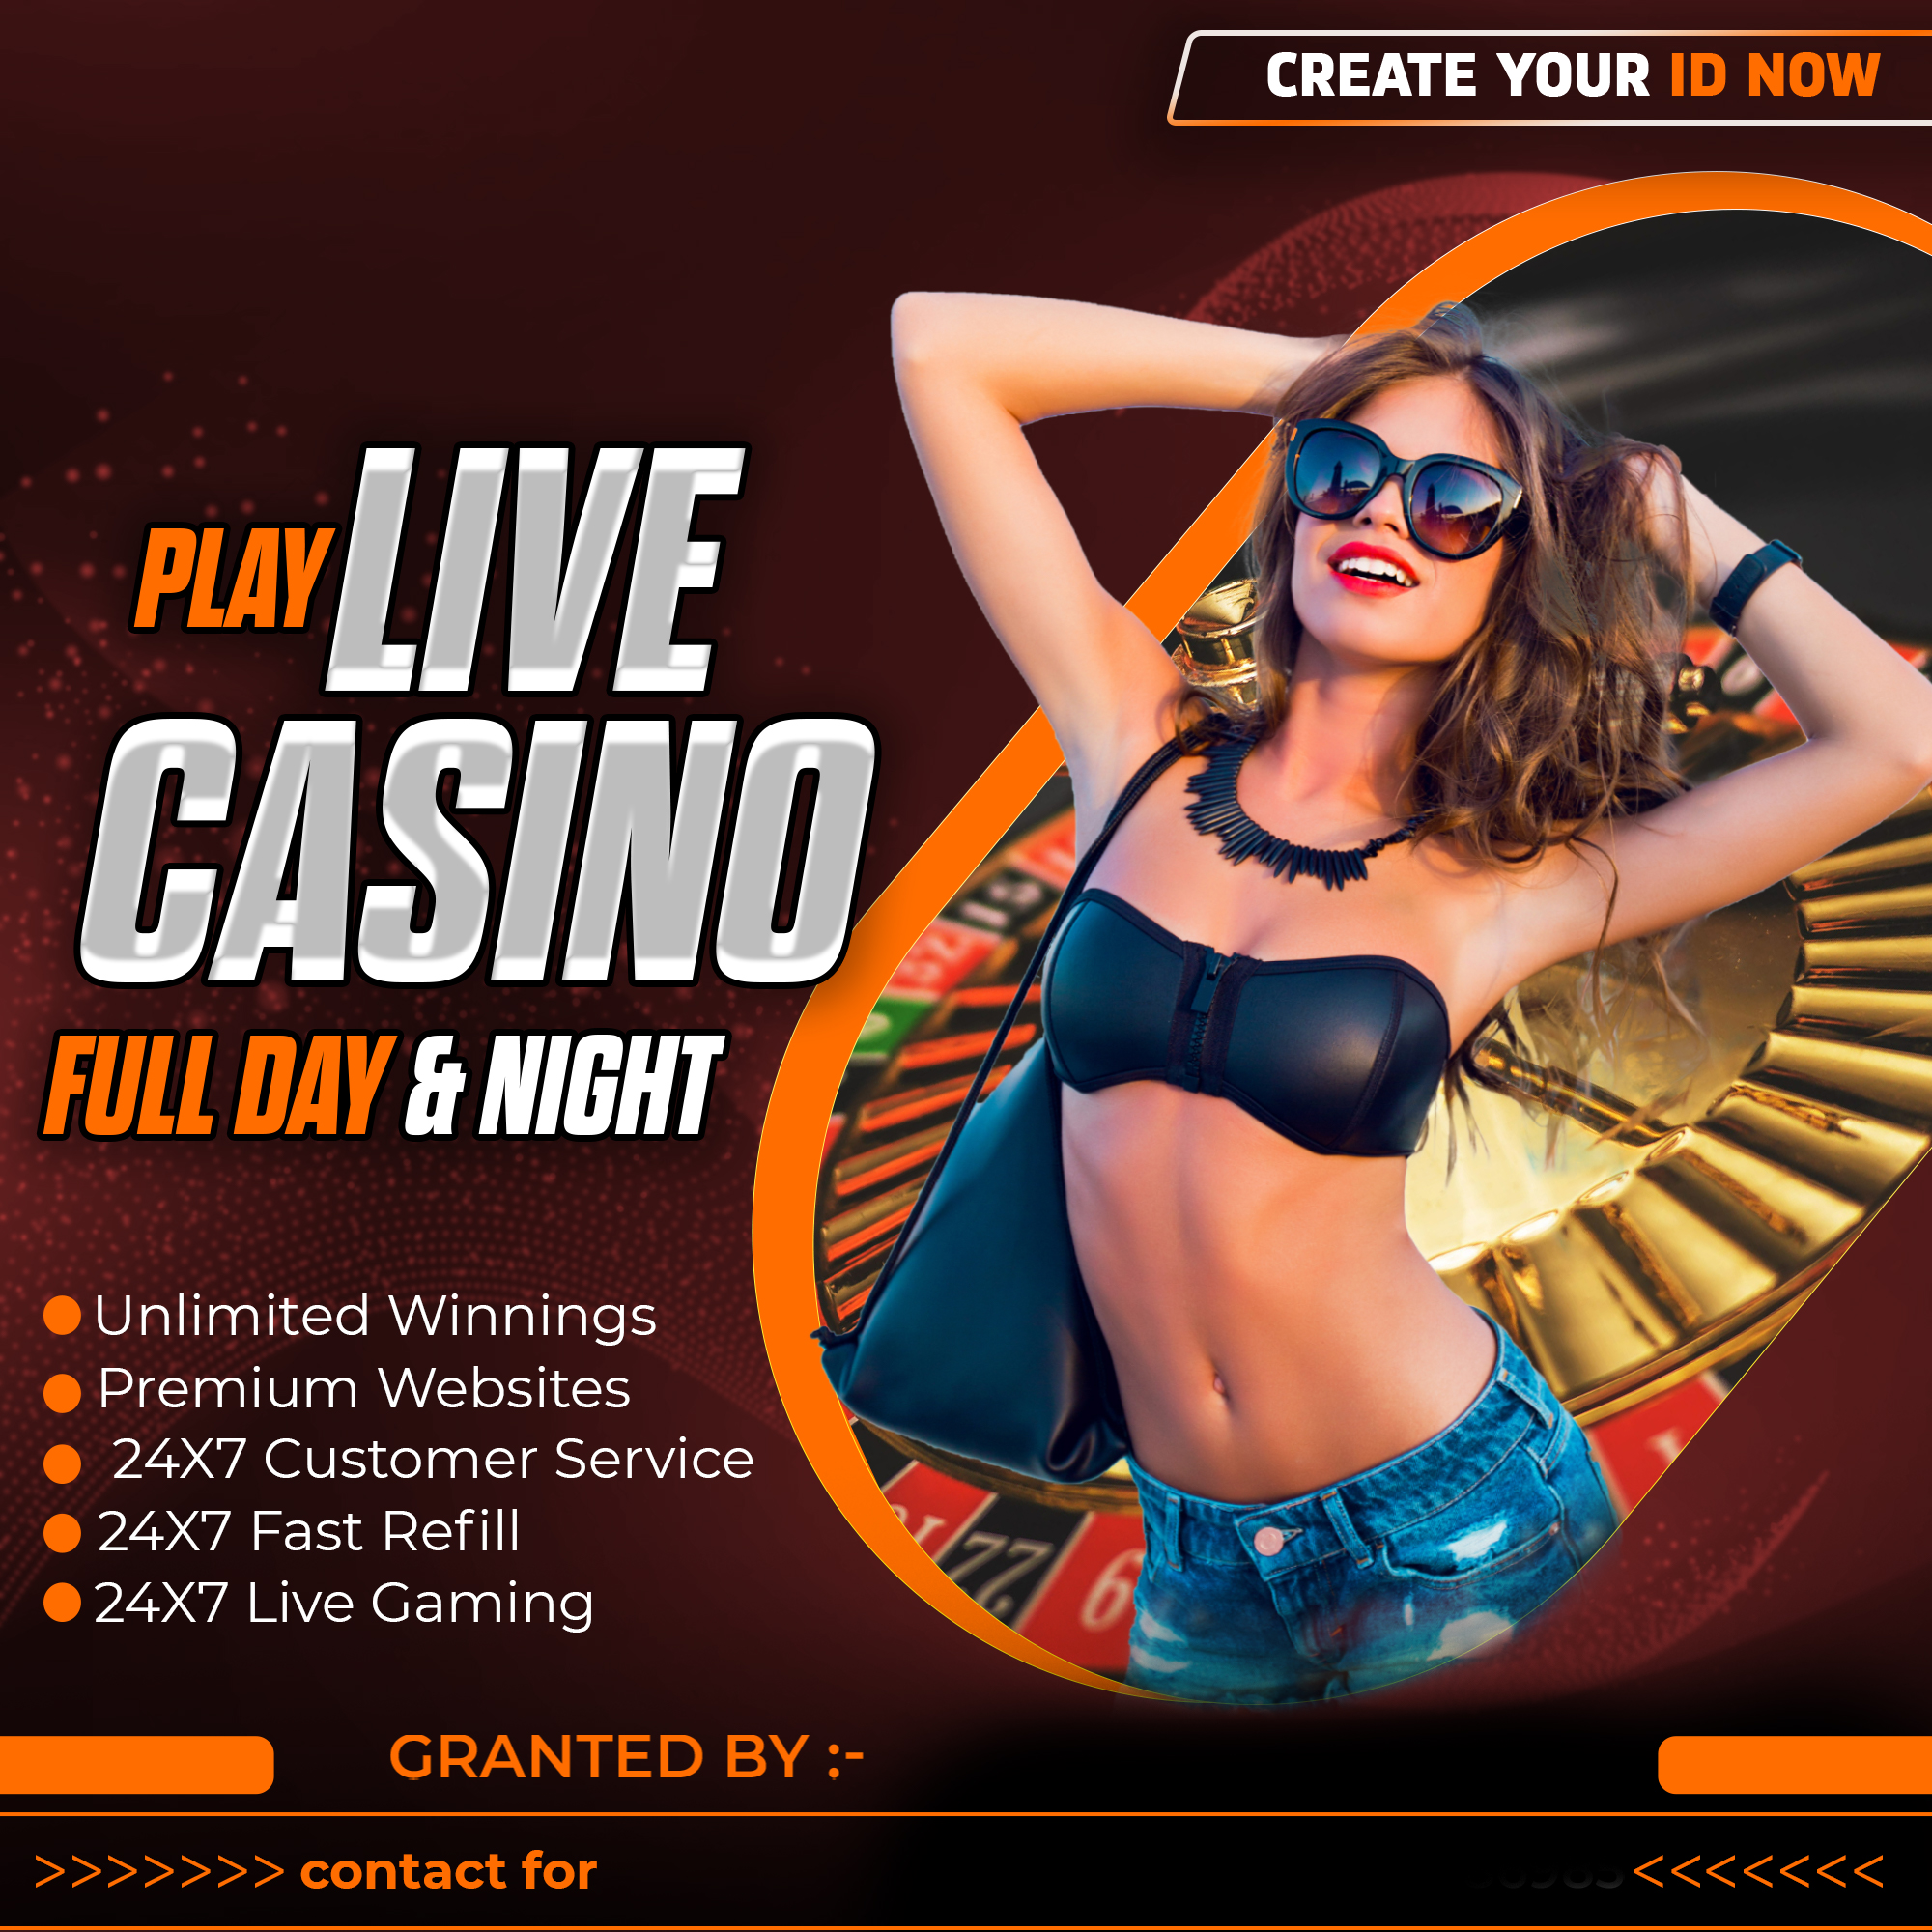 CREATE YOUR ID NOW
PLAY LIVE
CASINO
FULL DAY & NIGHT
Unlimited Winnings
Premium Websites
24X7 Customer Service
24X7 Fast Refill
24X7 Live Gaming
GRANTED BY :-
>>>>>>> contact for <<<<<<<